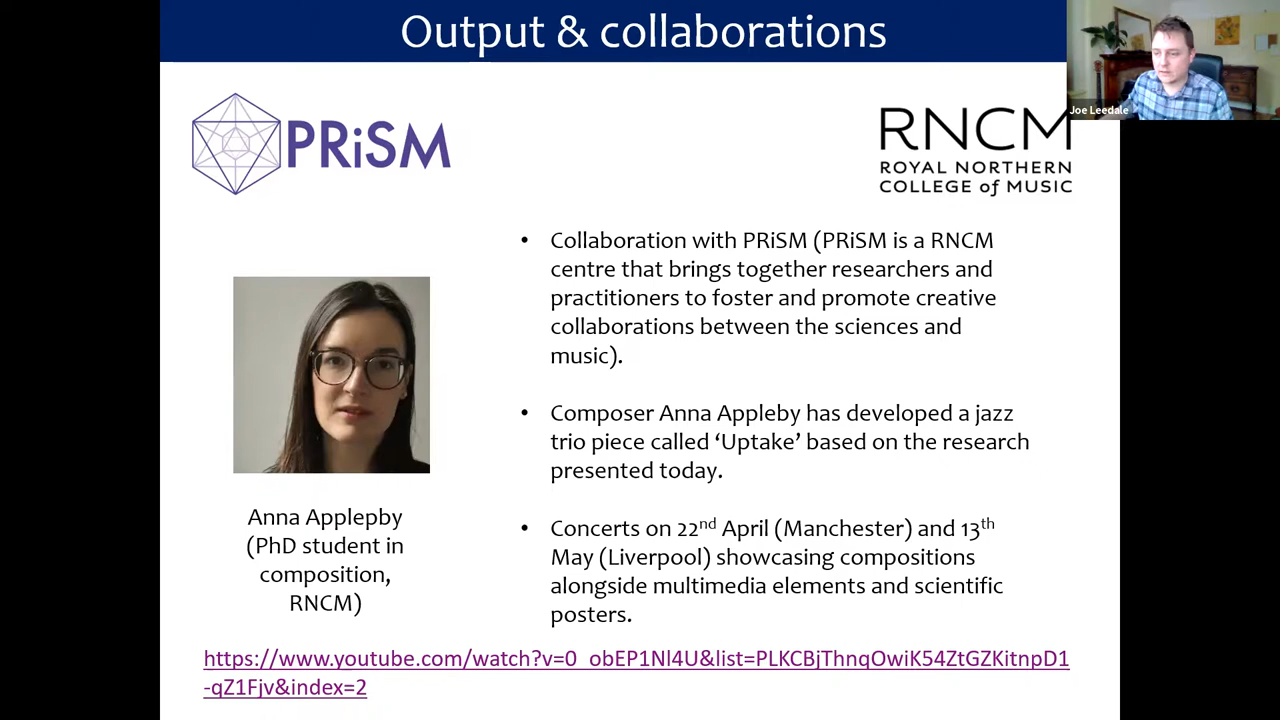 Output & collaborations
Joe Leedale
PRiSM
RNCM
ROYAL NORTHERN
COLLEGE of MUSIC
• Collaboration with PRiSM (PRiSM is a RNCM
centre that brings together researchers and
practitioners to foster and promote creative
collaborations between the sciences and
music).
• Composer Anna Appleby has developed a jazz
trio piece called ‘Uptake’ based on the research
presented today.
• Concerts on 22nd April (Manchester) and 13th
May (Liverpool) showcasing compositions
alongside multimedia elements and scientific
posters.
Anna Applepby
(PhD student in
composition,
RNCM)
https://www.youtube.com/watch?v=0_obEP1Nl4U&list=PLKCBjThnqOwiK54ZtGZKitnpD1
-qZ1Fjv&index=2